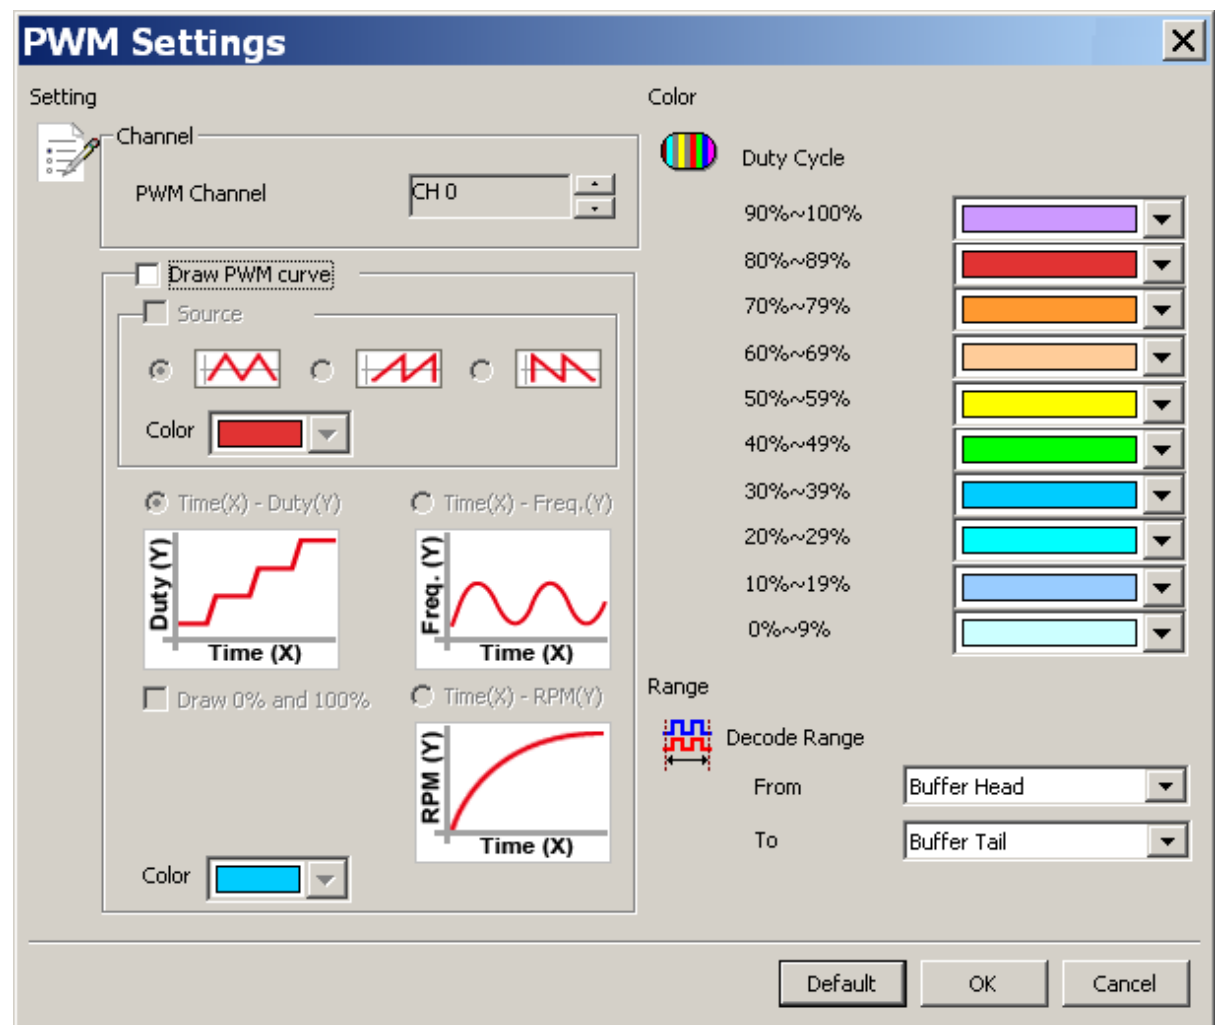 PWM Settings
Setting
Channel
PWM Channel
CH 0
Draw PWM curve
Source
Color
Time(X) - Duty(Y)
Time(X) - Freq.(Y)
Duty (Y)
Time (X)
Freq. (Y)
Time (X)
Draw 0% and 100%
Time(X) - RPM(Y)
RPM (Y)
Time (X)
Color
Color
Duty Cycle
90%~100%
80%~89%
70%~79%
60%~69%
50%~59%
40%~49%
30%~39%
20%~29%
10%~19%
0%~9%
Range
Decode Range
From
Buffer Head
To
Buffer Tail
Default
OK
Cancel